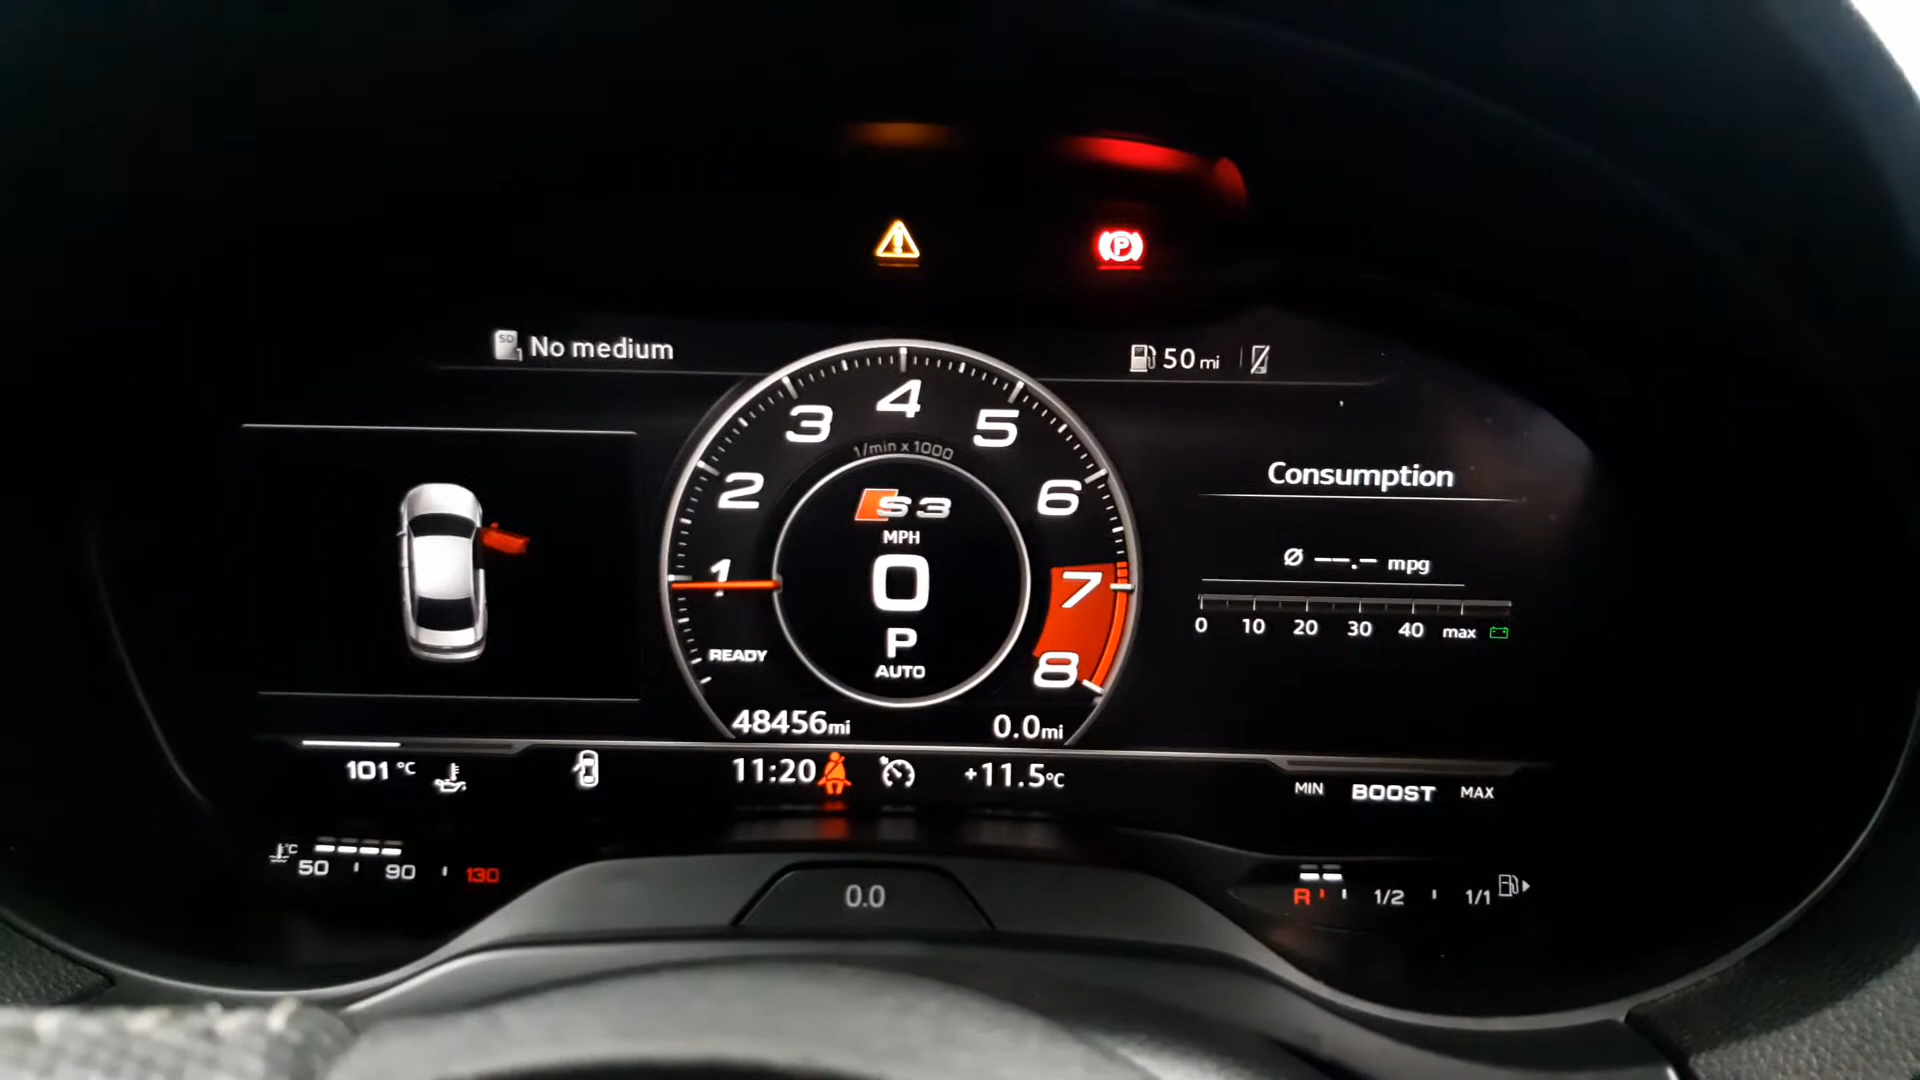 P
SD
1 No medium
50 mi
1
2
3
4
5
6
7
8
1/min x 1000
S3
MPH
0
P
AUTO
READY
48456mi
0.0mi
Consumption
Ø --.- mpg
0 10 20 30 40 max
101 °C
11:20
+11.5°C
MIN BOOST MAX
°C
50 90 130
0.0
R 1/2 1/1